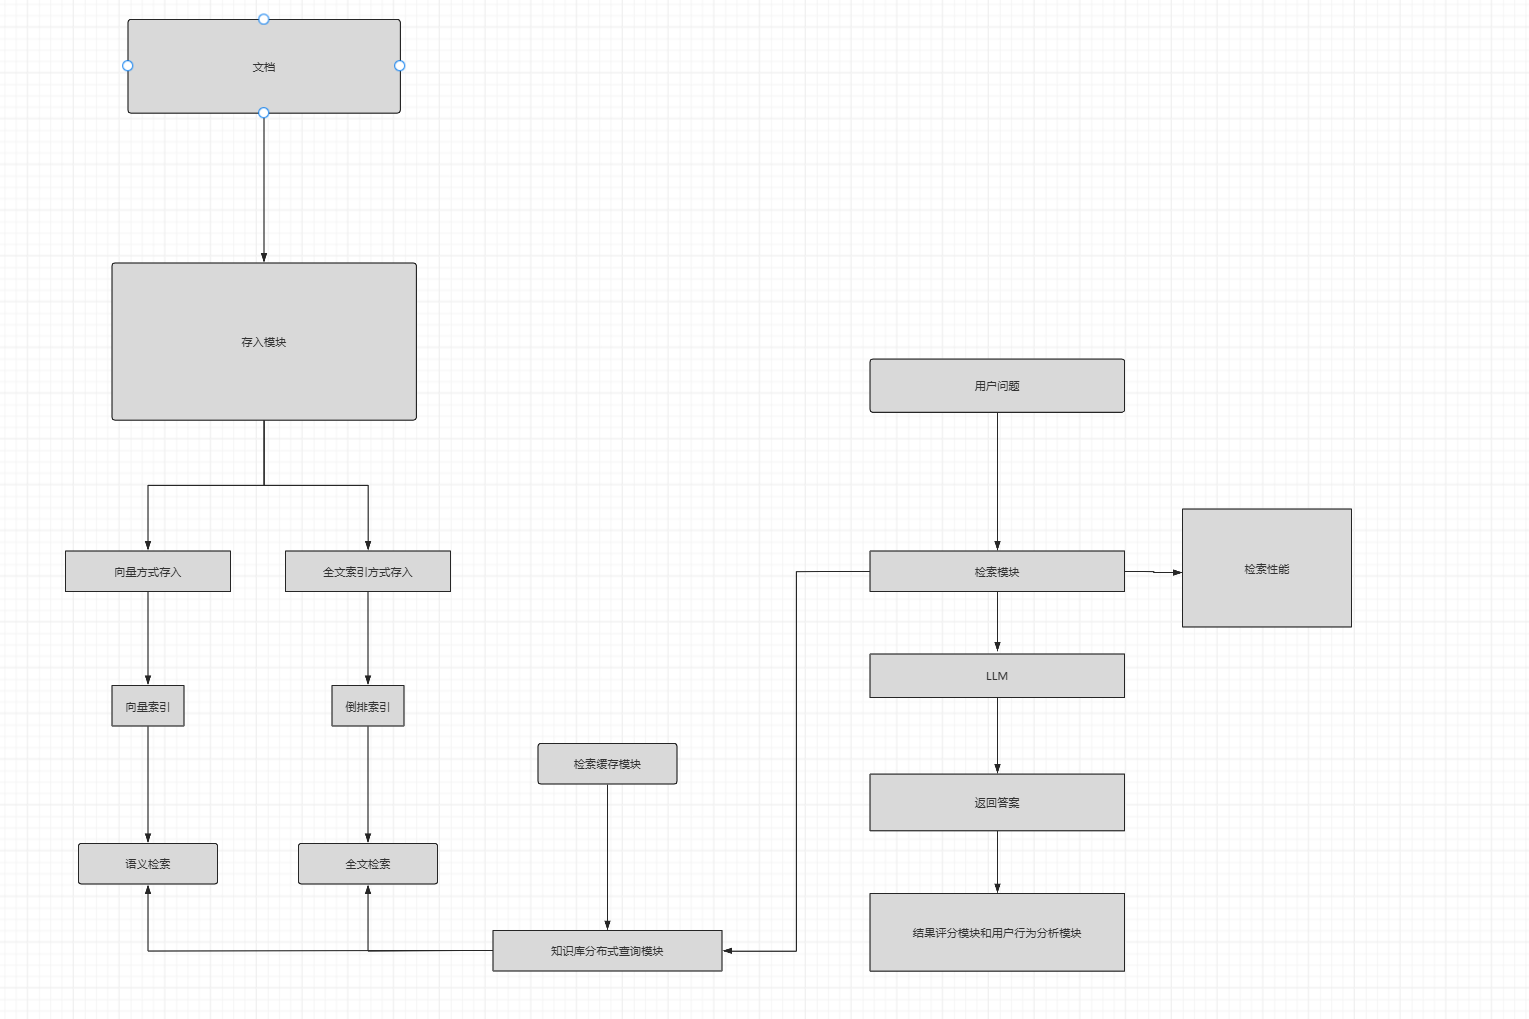 文档
存入模块
用户问题
向量方式存入
全文索引方式存入
检索模块
检索性能
LLM
向量索引
倒排索引
检索缓存模块
返回答案
语义检索
全文检索
结果评分模块和用户行为分析模块
知识库分布式查询模块